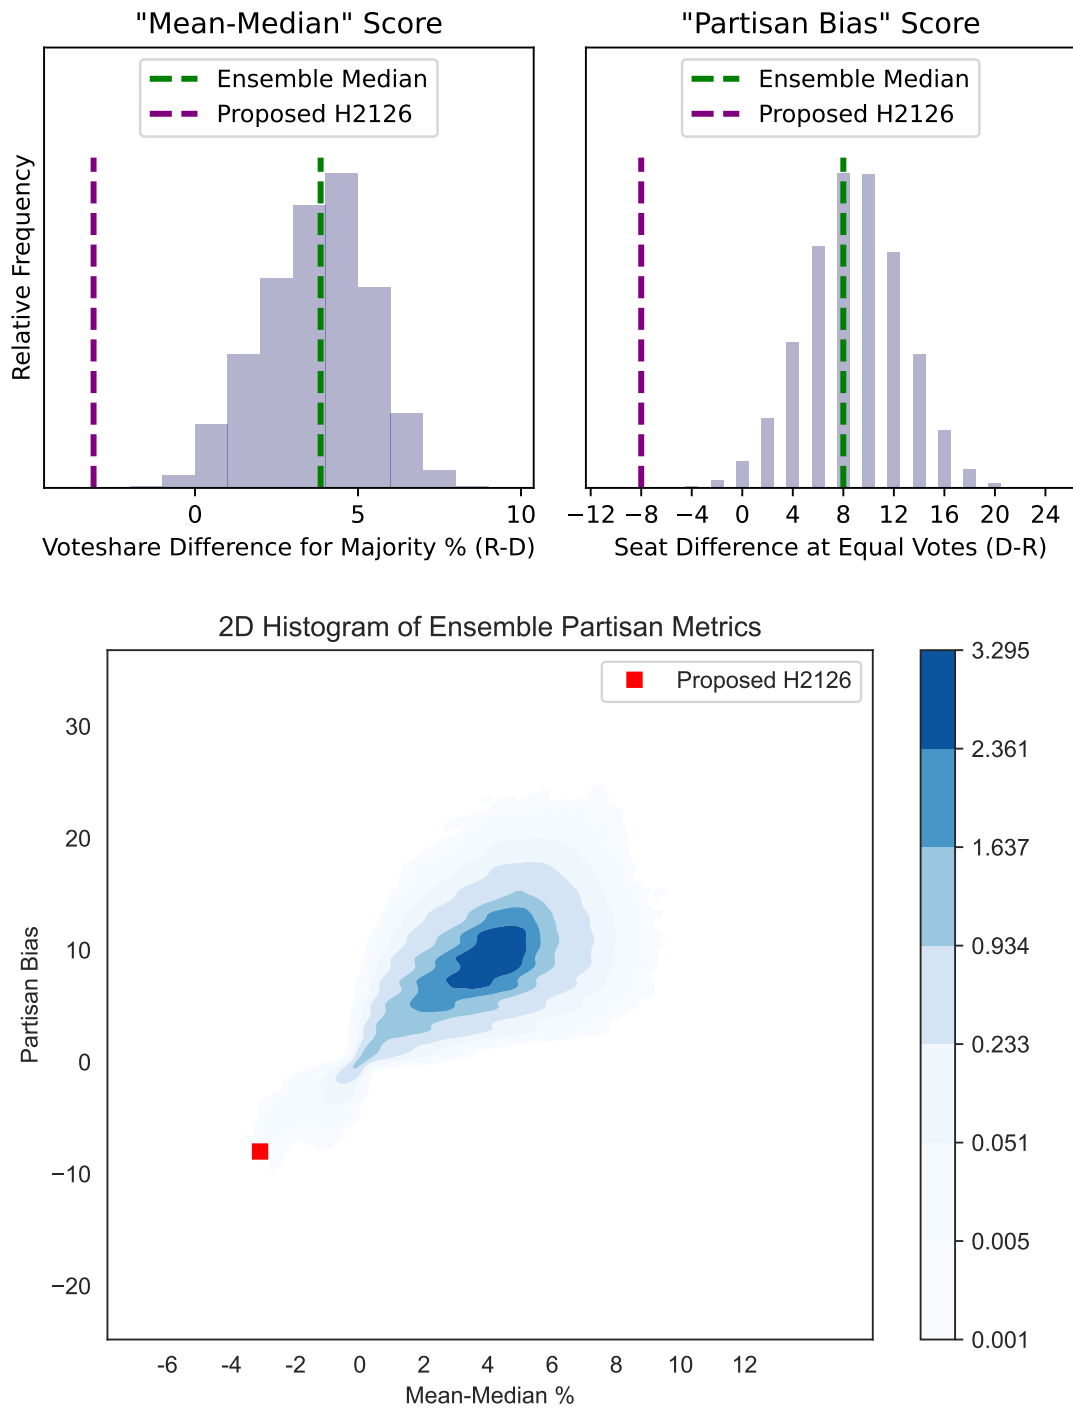 "Mean-Median" Score
Ensemble Median
Proposed H2126
Relative Frequency
0 5 10
Voteshare Difference for Majority % (R-D)
"Partisan Bias" Score
Ensemble Median
Proposed H2126
−12 −8 −4 0 4 8 12 16 20 24
Seat Difference at Equal Votes (D-R)
2D Histogram of Ensemble Partisan Metrics
Proposed H2126
Partisan Bias
30
20
10
0
−10
−20
-6 -4 -2 0 2 4 6 8 10 12
Mean-Median %
3.295
2.361
1.637
0.934
0.233
0.051
0.005
0.001